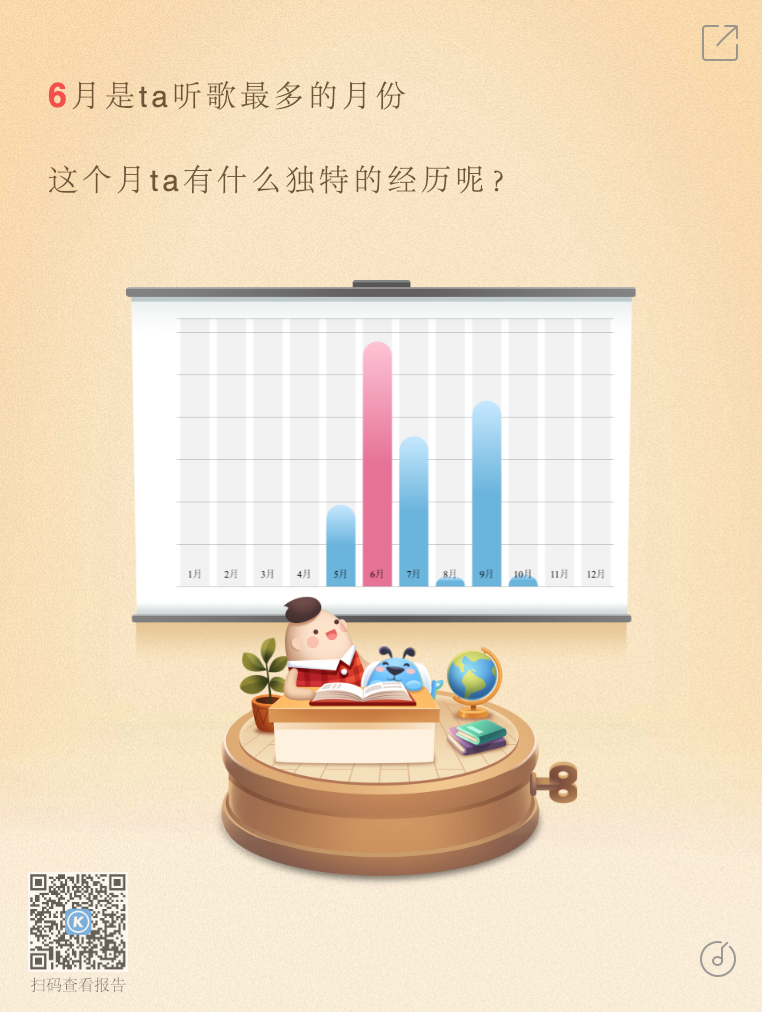 6月是ta听歌最多的月份
这个月ta有什么独特的经历呢?
1月 2月 3月 4月 5月 6月 7月 8月 9月 10月 11月 12月
K
扫码查看报告